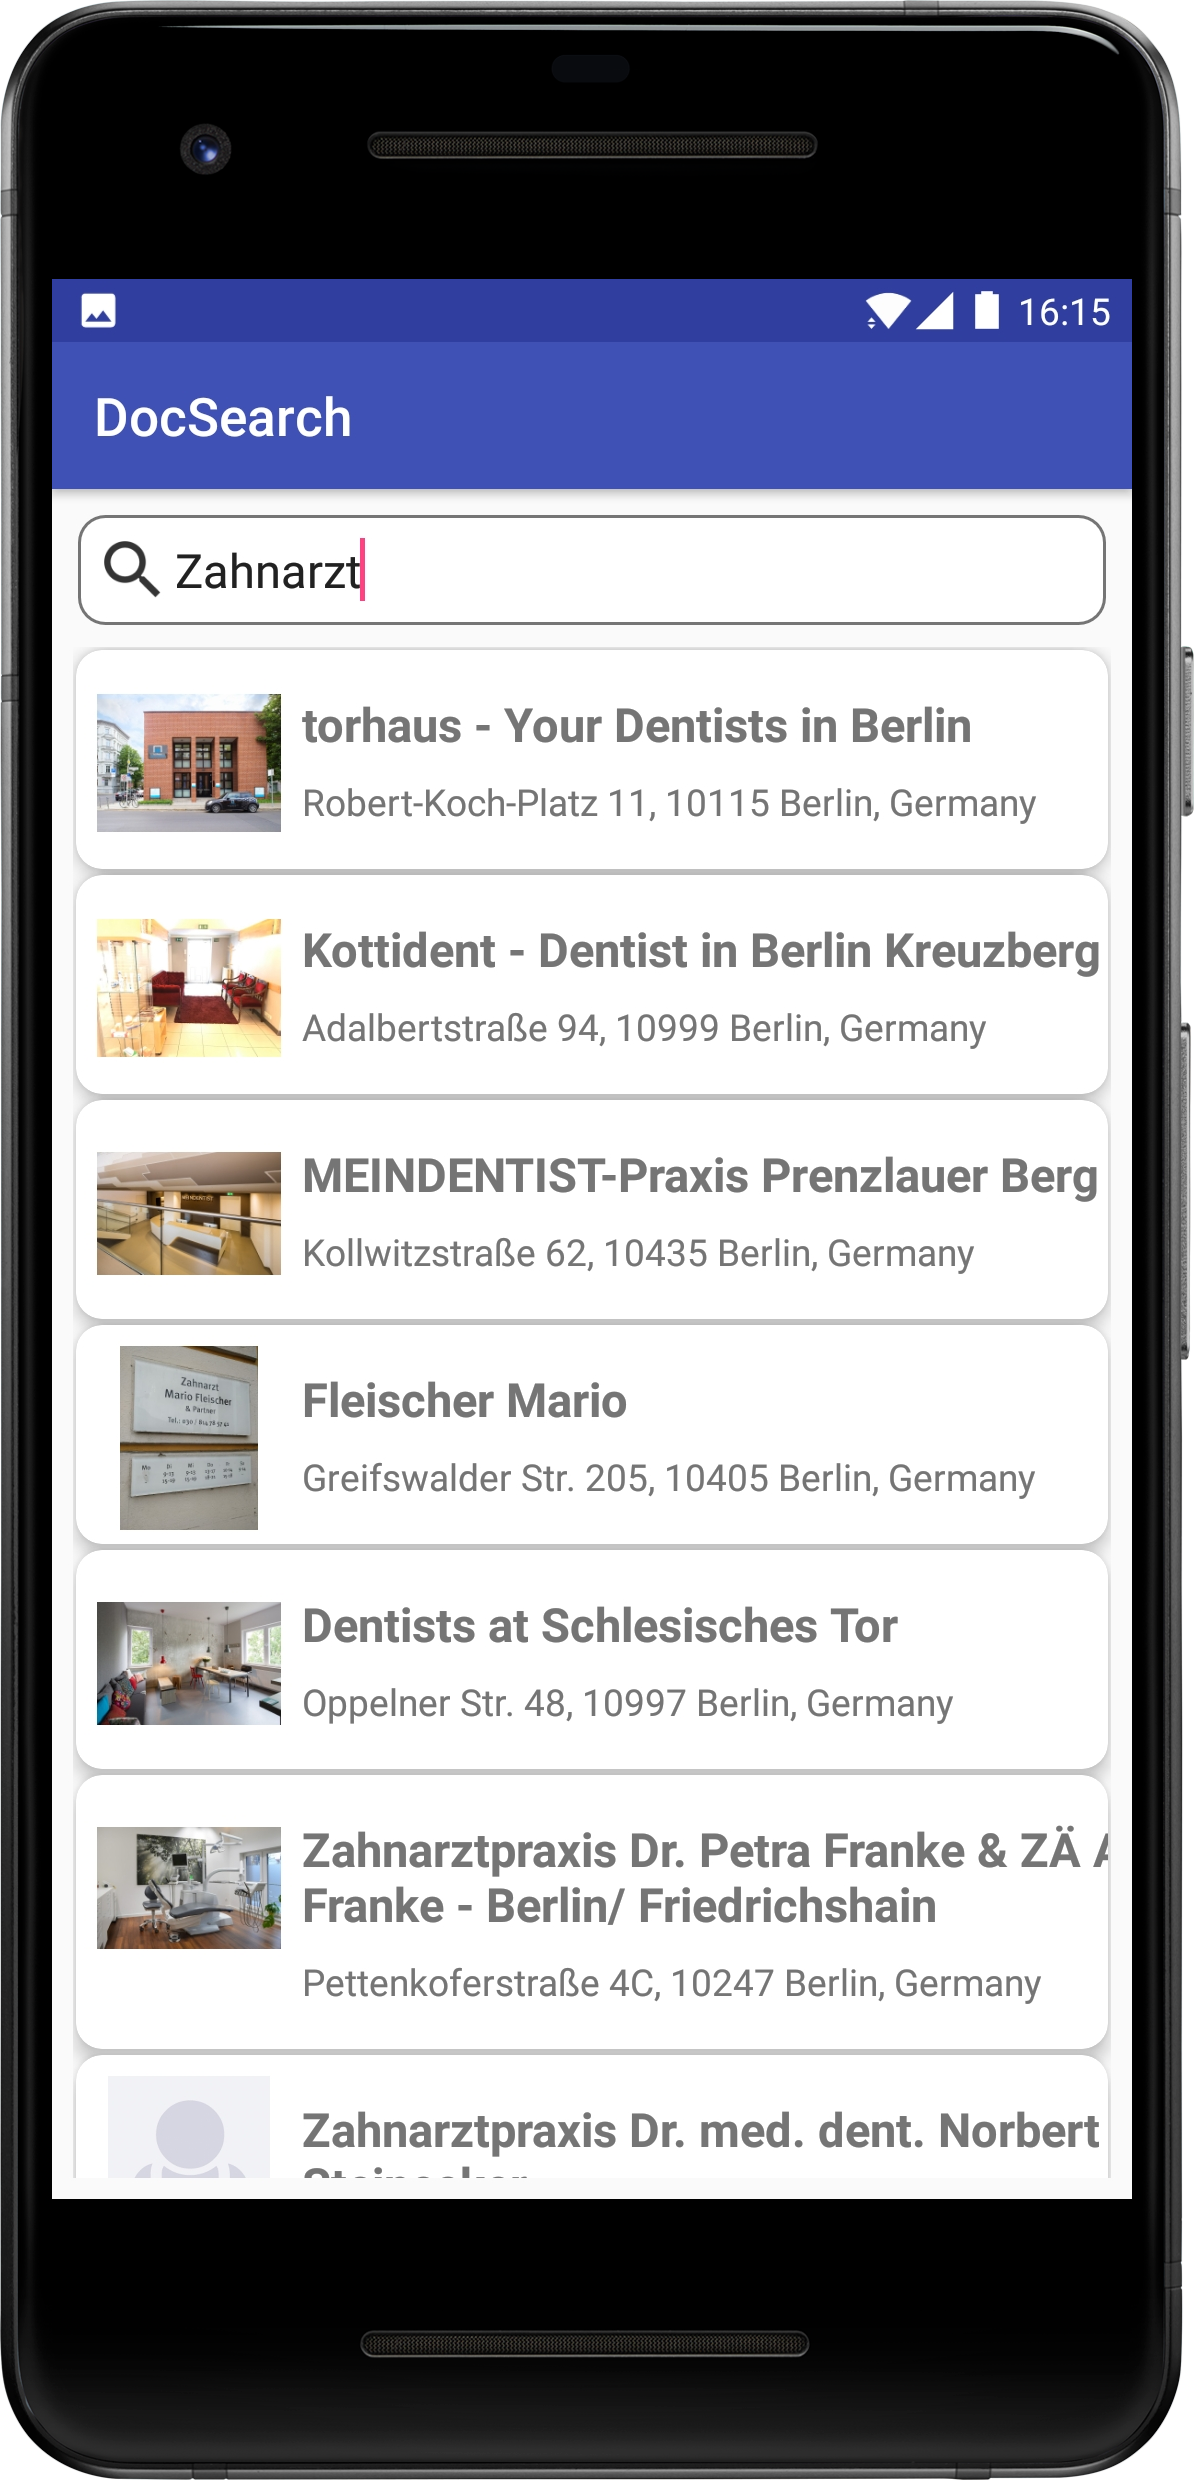 16:15
DocSearch
Zahnarzt
torhaus - Your Dentists in Berlin
Robert-Koch-Platz 11, 10115 Berlin, Germany
Kottident - Dentist in Berlin Kreuzberg
Adalbertstraße 94, 10999 Berlin, Germany
MEINDENTIST-Praxis Prenzlauer Berg
Kollwitzstraße 62, 10435 Berlin, Germany
Zahnarzt
Mario Fleischer
& Partner
Fleischer Mario
Greifswalder Str. 205, 10405 Berlin, Germany
Dentists at Schlesisches Tor
Oppelner Str. 48, 10997 Berlin, Germany
Zahnarztpraxis Dr. Petra Franke & ZÄ
Franke - Berlin/ Friedrichshain
Pettenkoferstraße 4C, 10247 Berlin, Germany
Zahnarztpraxis Dr. med. dent. Norbert